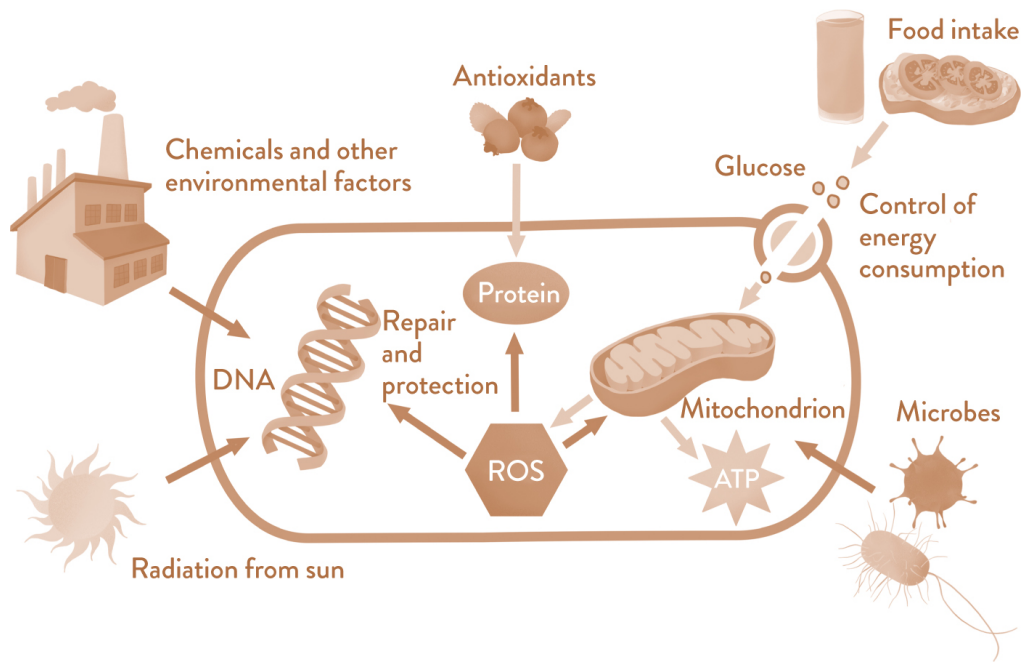 Food intake
Antioxidants
Chemicals and other
environmental factors
Glucose
Control of
energy
consumption
Protein
Repair
and
protection
DNA
Mitochondrion
Microbes
ROS
ATP
Radiation from sun